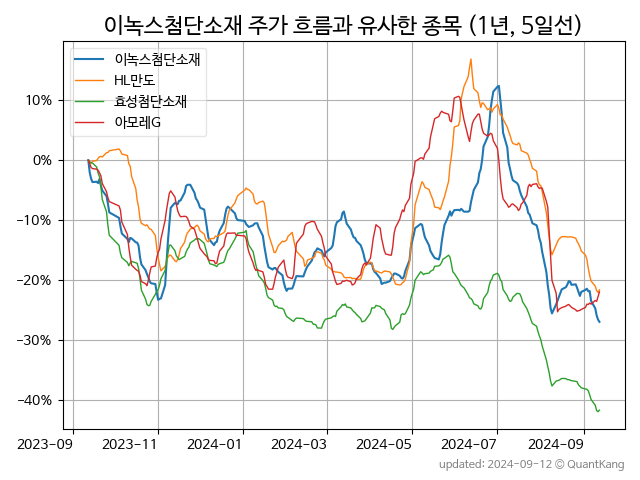 이녹스첨단소재 주가 흐름과 유사한 종목 (1년, 5일선)
이녹스첨단소재
HL만도
효성첨단소재
아모레G
10%
0%
−10%
−20%
−30%
−40%
2023-09
2023-11
2024-01
2024-03
2024-05
2024-07
2024-09
updated: 2024-09-12 © QuantKang